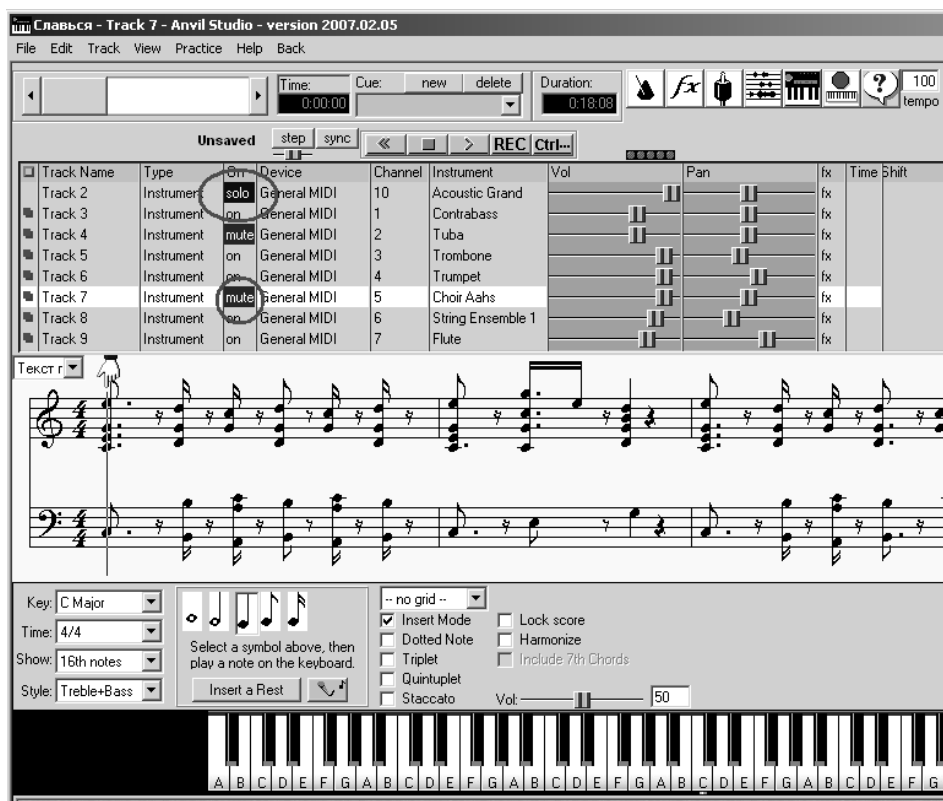 Славься - Track 7 - Anvil Studio - version 2007.02.05
File Edit Track View Practice Help Back
Time: Cue: new delete Duration:
0:00:00 0:18:08 fx ? 100
tempo
Unsaved step sync REC Ctrl...
Track Name Type On Device Channel Instrument Vol Pan fx Time Shift
Track 2 Instrument solo General MIDI 10 Acoustic Grand fx
Track 3 Instrument on General MIDI 1 Contrabass fx
Track 4 Instrument mute General MIDI 2 Tuba fx
Track 5 Instrument on General MIDI 3 Trombone fx
Track 6 Instrument on General MIDI 4 Trumpet fx
Track 7 Instrument mute General MIDI 5 Choir Aahs fx
Track 8 Instrument on General MIDI 6 String Ensemble 1 fx
Track 9 Instrument on General MIDI 7 Flute fx
Текст г
4/4
4/4
Key: C Major
Time: 4/4
Show: 16th notes
Style: Treble+Bass
Select a symbol above, then
play a note on the keyboard.
Insert a Rest
-- no grid --
Insert Mode Lock score
Dotted Note Harmonize
Triplet Include 7th Chords
Quintuplet
Staccato Vol: 50
A B C D E F G A B C D E F G A B C D E F G A B C D E F G A B C D E F G